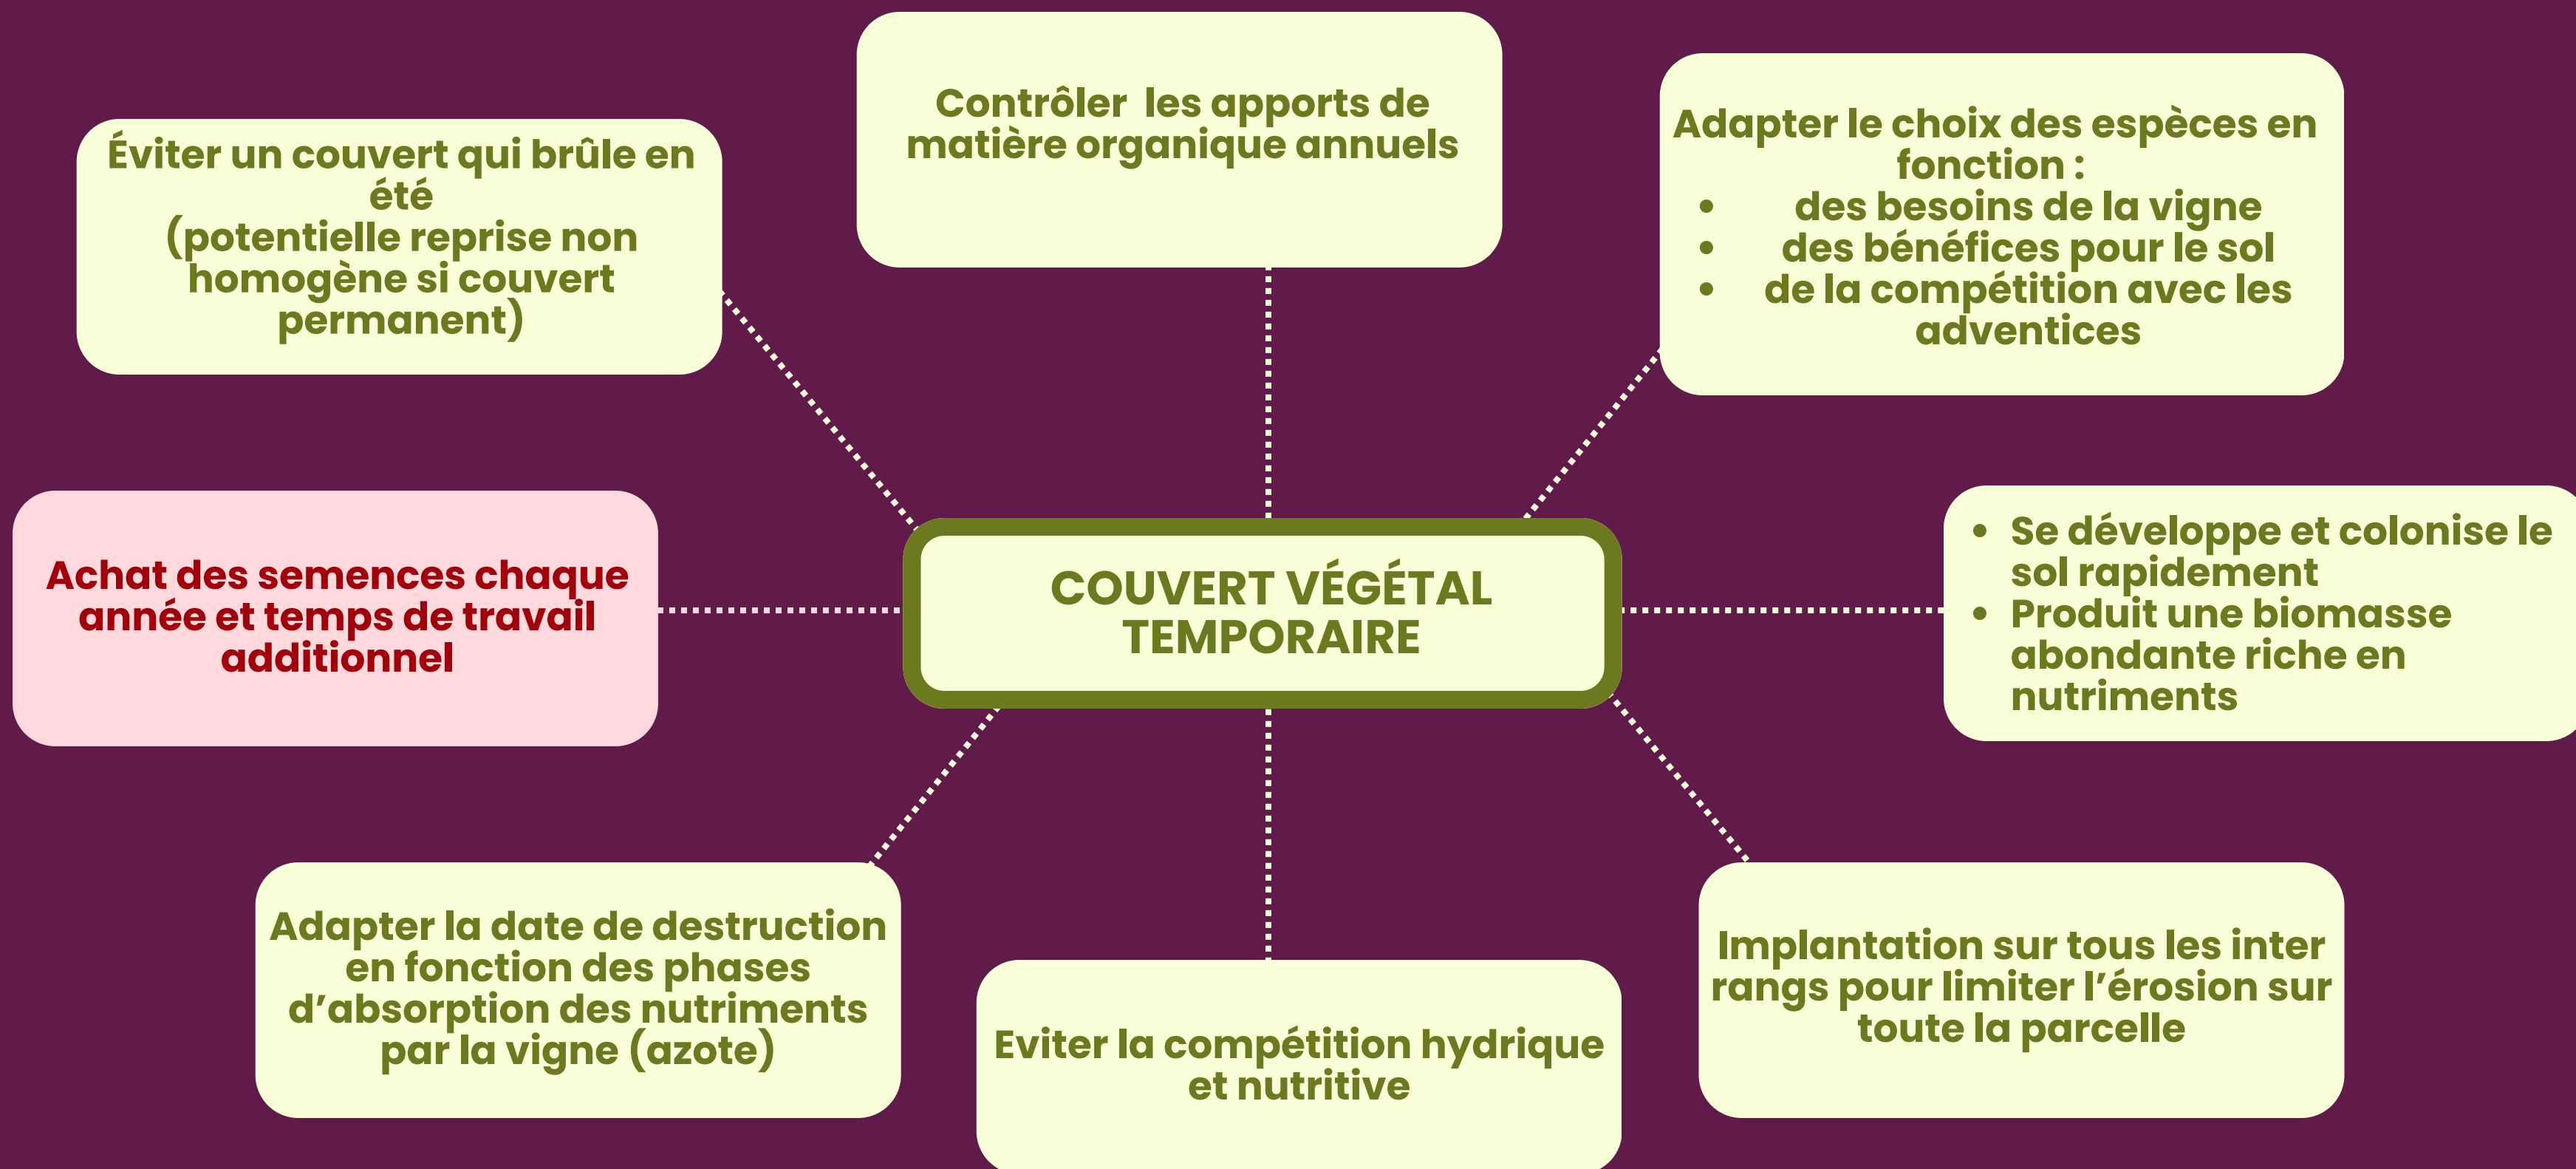 Contrôler  les apports de
matière organique annuels
Adapter le choix des espèces en
fonction :
• des besoins de la vigne
• des bénéfices pour le sol
• de la compétition avec les
adventices
Éviter un couvert qui brûle en
été
(potentielle reprise non
homogène si couvert
permanent)
Achat des semences chaque
année et temps de travail
additionnel
COUVERT VÉGÉTAL
TEMPORAIRE
• Se développe et colonise le
sol rapidement
• Produit une biomasse
abondante riche en
nutriments
Adapter la date de destruction
en fonction des phases
d’absorption des nutriments
par la vigne (azote)
Eviter la compétition hydrique
et nutritive
Implantation sur tous les inter
rangs pour limiter l’érosion sur
toute la parcelle